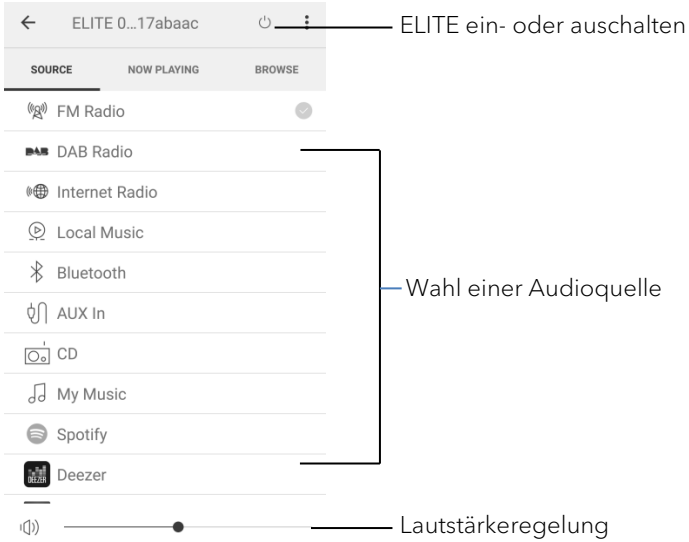 ELITE 0...17abaac
ELITE ein- oder auschalten
SOURCE NOW PLAYING BROWSE
FM Radio
DAB DAB Radio
Internet Radio
Local Music
Bluetooth
AUX In
Wahl einer Audioquelle
CD
My Music
Spotify
DEEZER Deezer
Lautstärkeregelung